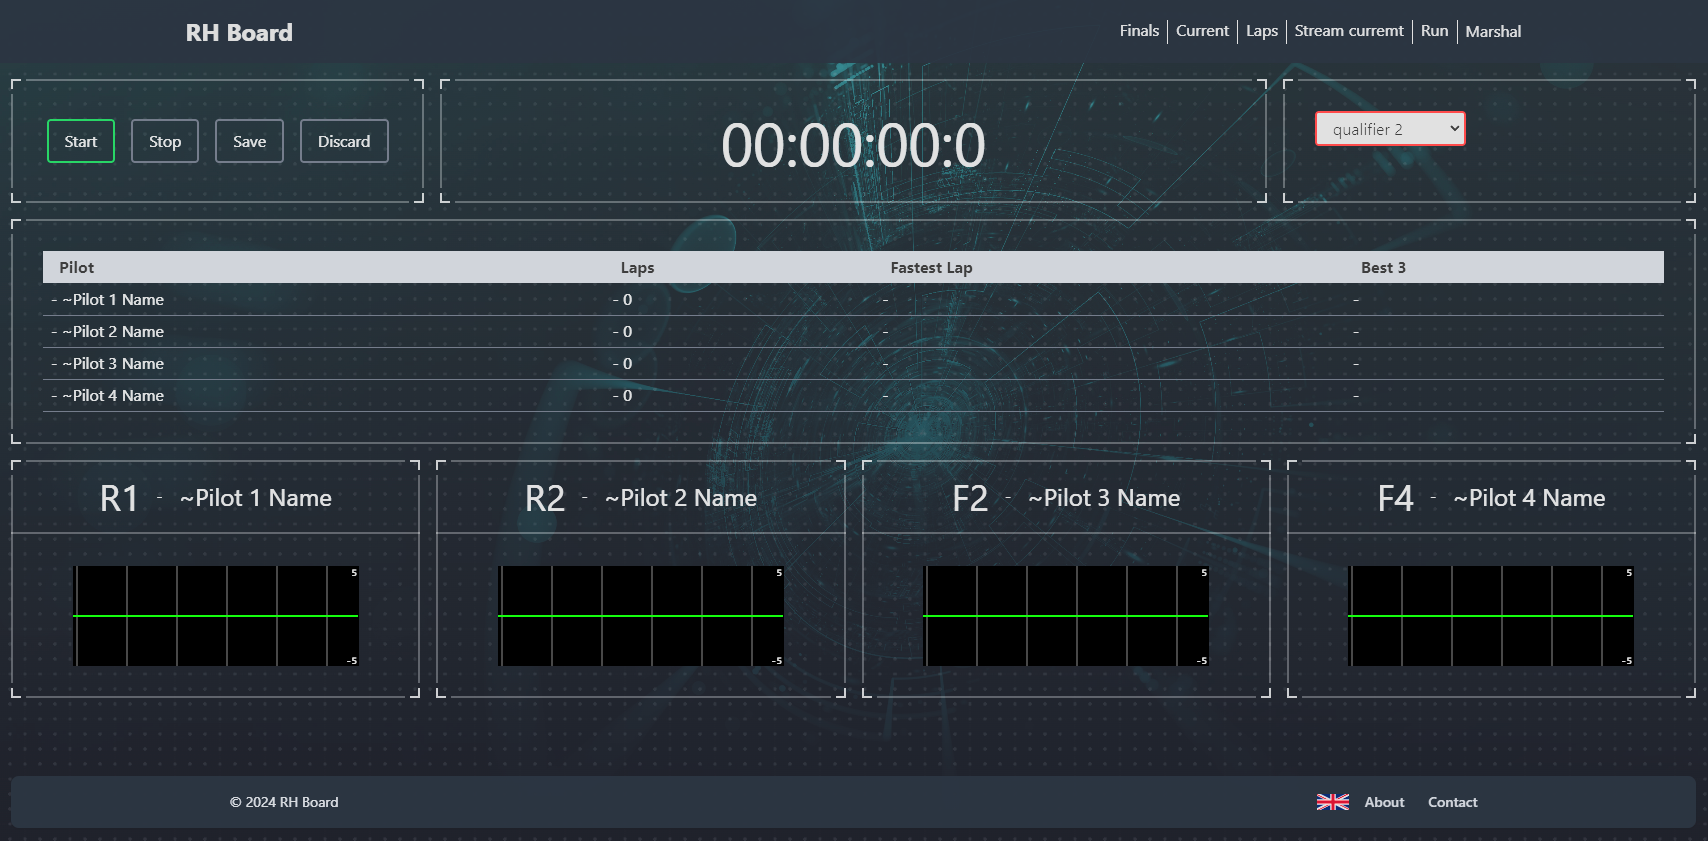 RH Board
Finals Current Laps Stream curremt Run Marshal
Start Stop Save Discard
00:00:00:0
qualifier 2
Pilot Laps Fastest Lap Best 3
- ~Pilot 1 Name - 0 - -
- ~Pilot 2 Name - 0 - -
- ~Pilot 3 Name - 0 - -
- ~Pilot 4 Name - 0 - -
R1 - ~Pilot 1 Name
5
-5
R2 - ~Pilot 2 Name
5
-5
F2 - ~Pilot 3 Name
5
-5
F4 - ~Pilot 4 Name
5
-5
© 2024 RH Board
About Contact